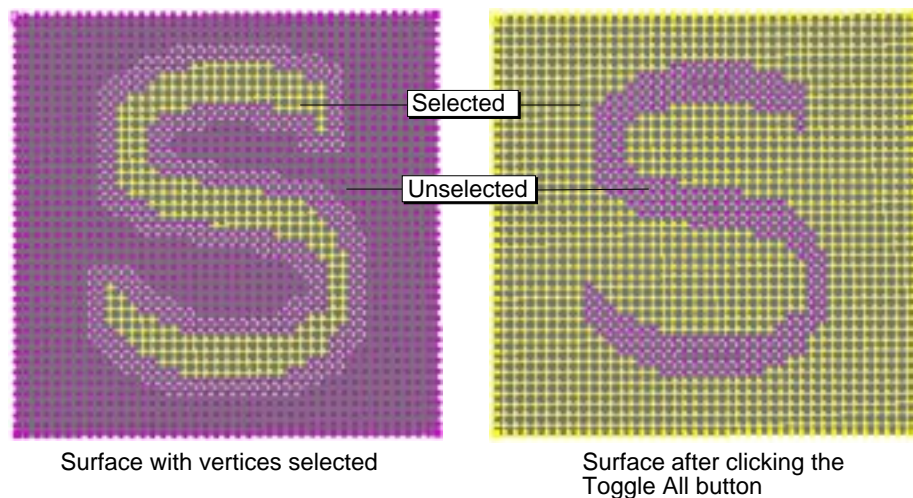 Selected
Unselected
Surface with vertices selected
Surface after clicking the
Toggle All button